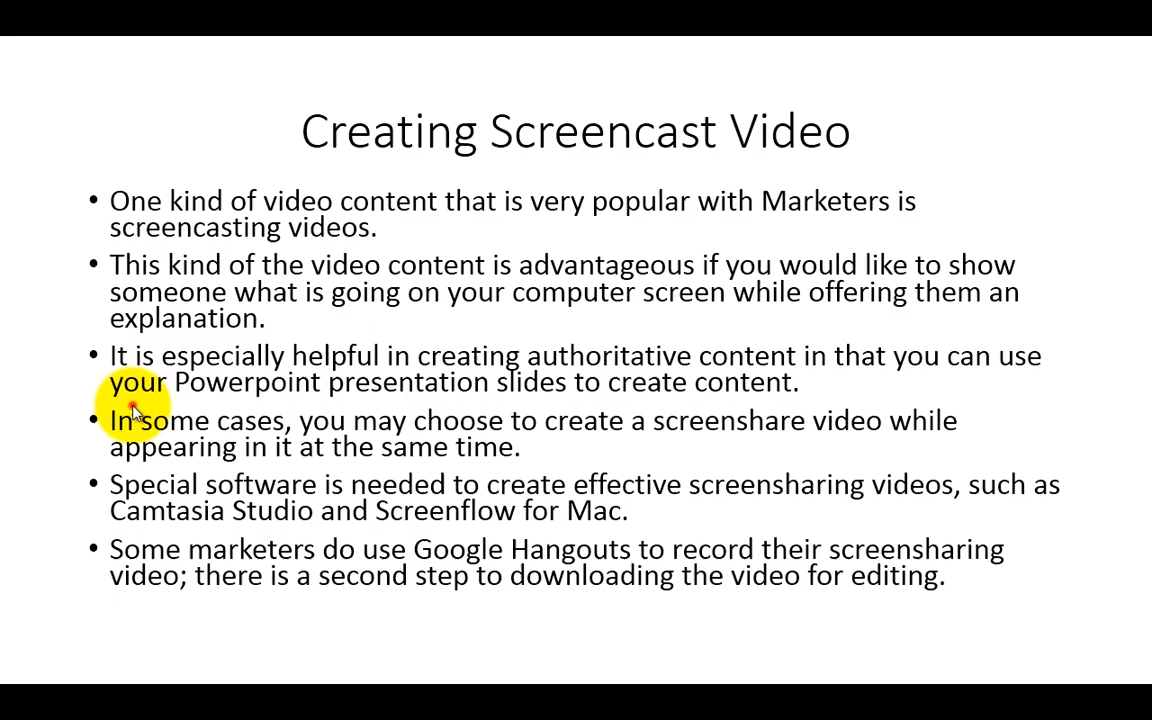 Creating Screencast Video
• One kind of video content that is very popular with Marketers is
screencasting videos.
• This kind of the video content is advantageous if you would like to show
someone what is going on your computer screen while offering them an
explanation.
• It is especially helpful in creating authoritative content in that you can use
your Powerpoint presentation slides to create content.
• In some cases, you may choose to create a screenshare video while
appearing in it at the same time.
• Special software is needed to create effective screensharing videos, such as
Camtasia Studio and Screenflow for Mac.
• Some marketers do use Google Hangouts to record their screensharing
video; there is a second step to downloading the video for editing.